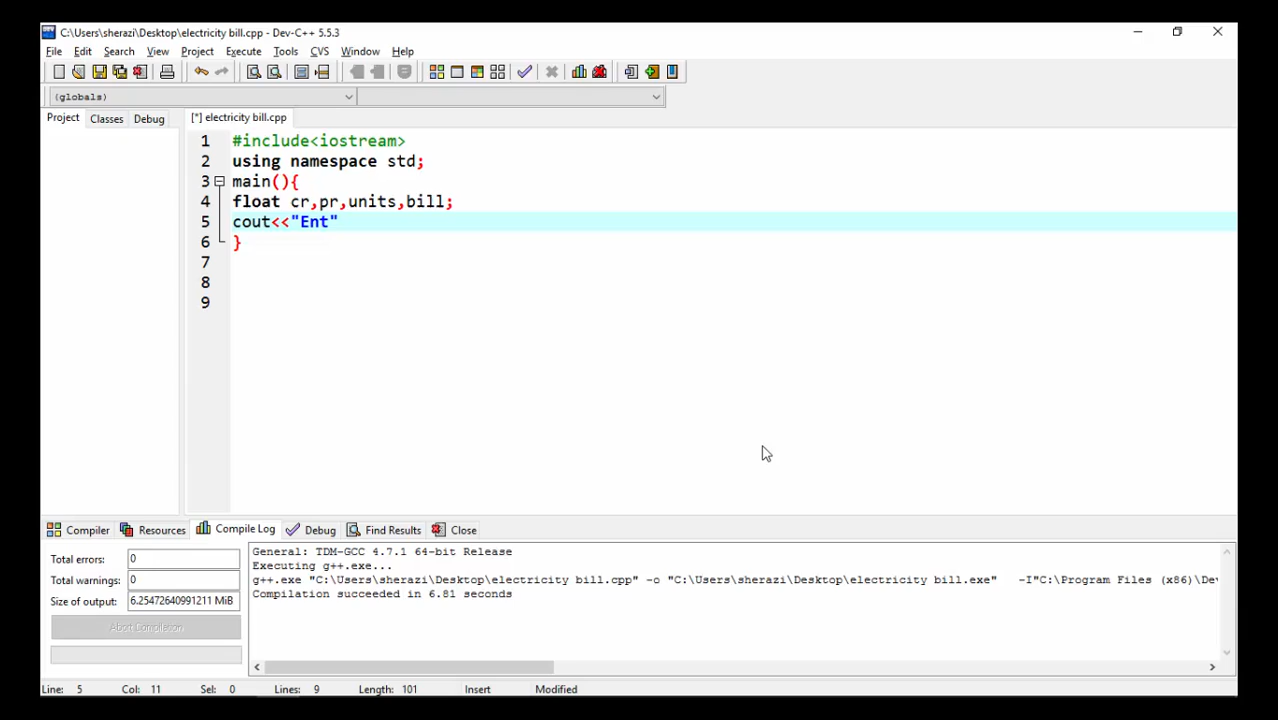 C:\Users\sherazi\Desktop\electricity bill.cpp - Dev-C++ 5.5.3
File Edit Search View Project Execute Tools CVS Window Help
(globals)
Project Classes Debug [*] electricity bill.cpp
1 #include<iostream>
2 using namespace std;
3 main(){
4 float cr,pr,units,bill;
5 cout<<"Ent"
6 }
7
8
9
Compiler Resources Compile Log Debug Find Results Close
Total errors: 0
Total warnings: 0
Size of output: 6.25472640991211 MiB
Abort Compilation
General: TDM-GCC 4.7.1 64-bit Release
Executing g++.exe...
g++.exe "C:\Users\sherazi\Desktop\electricity bill.cpp" -o "C:\Users\sherazi\Desktop\electricity bill.exe" -I"C:\Program Files (x86)\Dev
Compilation succeeded in 6.81 seconds
Line: 5 Col: 11 Sel: 0 Lines: 9 Length: 101 Insert Modified